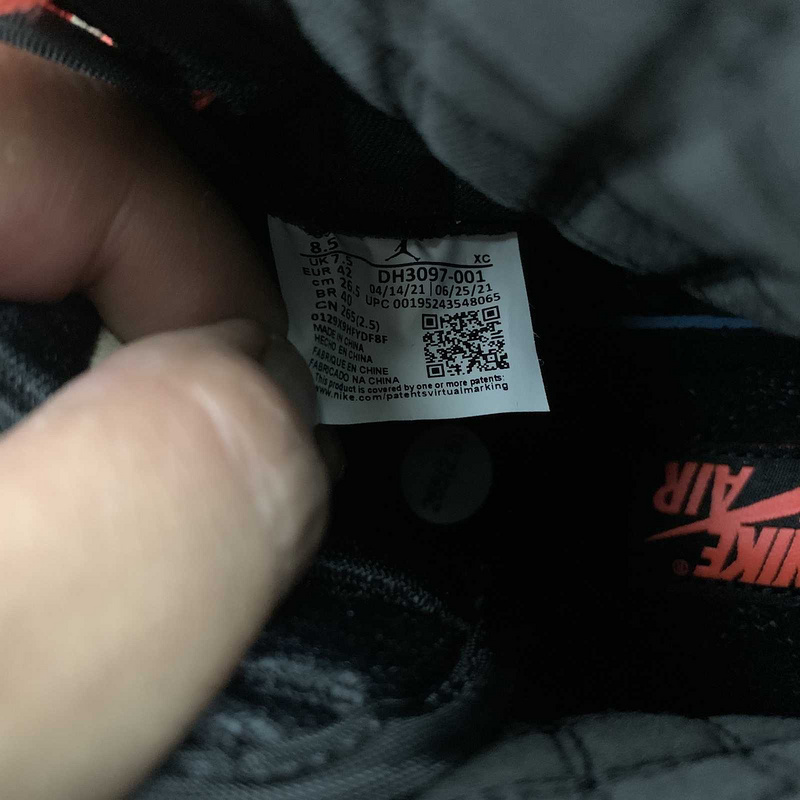 8.5
UK 7.5
EUR 42
cm 26.5
BR 40
CN 265(2.5)
XC
DH3097-001
04/14/21 06/25/21
UPC 00195243548065
MADE IN CHINA
HECHO EN CHINA
FABRIQUE EN CHINE
FABRICADO NA CHINA
This product is covered by one or more patents:
www.nike.com/patentsvirtualmarking
NIKE®
AIR